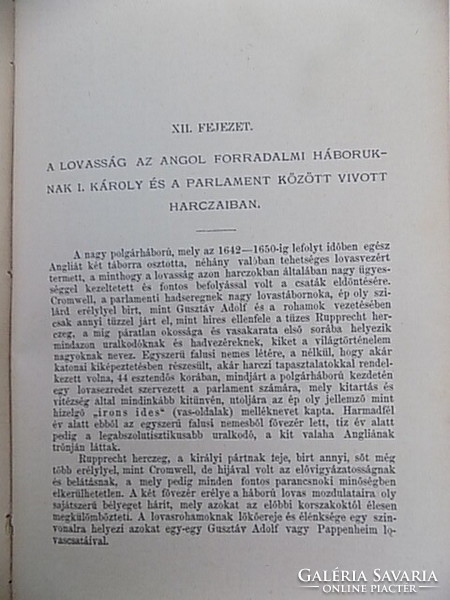 XII. FEJEZET.
A LOVASSÁG AZ ANGOL FORRADALMI HÁBORUK-
NAK I. KÁROLY ÉS A PARLAMENT KÖZÖTT VIVOTT
HARCZAIBAN.
A nagy polgárháború, mely az 1642—1650-ig lefolyt időben egész
Angliát két táborra osztotta, néhány valóban tehetséges lovasvezért
termett, a minthogy a lovasság azon harczokban általában nagy ügyes-
séggel kezeltetett és fontos befolyással volt a csaták eldöntésére.
Cromwell, a parlamenti hadseregnek nagy lovastábornoka, ép oly szi-
lárd erélylyel birt, mint Gusztáv Adolf és a rohamok vezetésében
csak annyi tűzzel járt el, mint híres ellenfele a tüzes Rupprecht her-
czeg, a míg páratlan okossága és vasakarata első sorába helyezik
mindazon uralkodóknak és hadvezéreknek, kiket a világtörténelem
nagyoknak nevez. Egyszerű falusi nemes létére, a nélkül, hogy akár
katonai kiképeztetésben részesült, akár harczi tapasztalatokkal rendel-
kezett volna, 44 esztendős korában, mindjárt a polgárháború kezdetén
egy lovasezredet szervezett a parlament számára, mely kitartás és
vitézség által mindinkább kitünvén, utoljára az ép oly jellemző mint
hizelgő „irons ides" (vas-oldalak) melléknevet kapta. Harmadfél
év alatt ebből az egyszerű falusi nemesből fővezér lett, tíz év alatt
pedig a legabszolutisztikusabb uralkodó, a kit valaha Angliának
trónján láttak.
Rupprecht herczeg, a királyi pártnak feje, birt annyi, sőt még
több erélylyel, mint Cromwell, de híjával volt az elővigyázatosságnak
és belátásnak, a mely pedig minden fontos parancsnoki minőségben
elkerülhetetlen. A két fővezér erélye a háború lovas mozdulataira oly
sajátszerű bélyeget hárit, mely azokat az előbbi korszakoktól élesen
megkülömbözteti. A lovasrohamoknak lökőereje és élénksége egy szin-
vonalra helyezi azokat egy-egy Gusztáv Adolf vagy Pappenheim lo-
vascsatáival.
GALÉRIA SAVARIA
ONLINE PIACTÉR